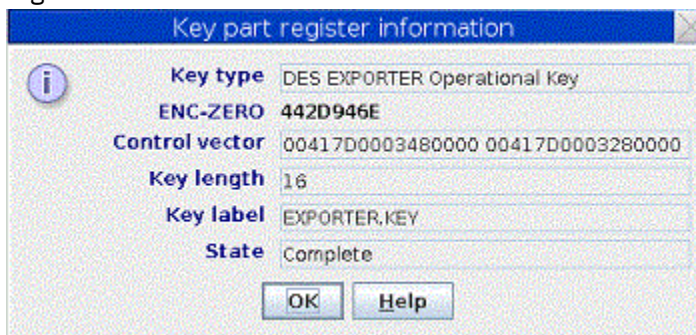 Key part register information
Key type DES EXPORTER Operational Key
ENC-ZERO 442D946E
Control vector 00417D0003480000 00417D0003280000
Key length 16
Key label EXPORTER.KEY
State Complete
OK Help